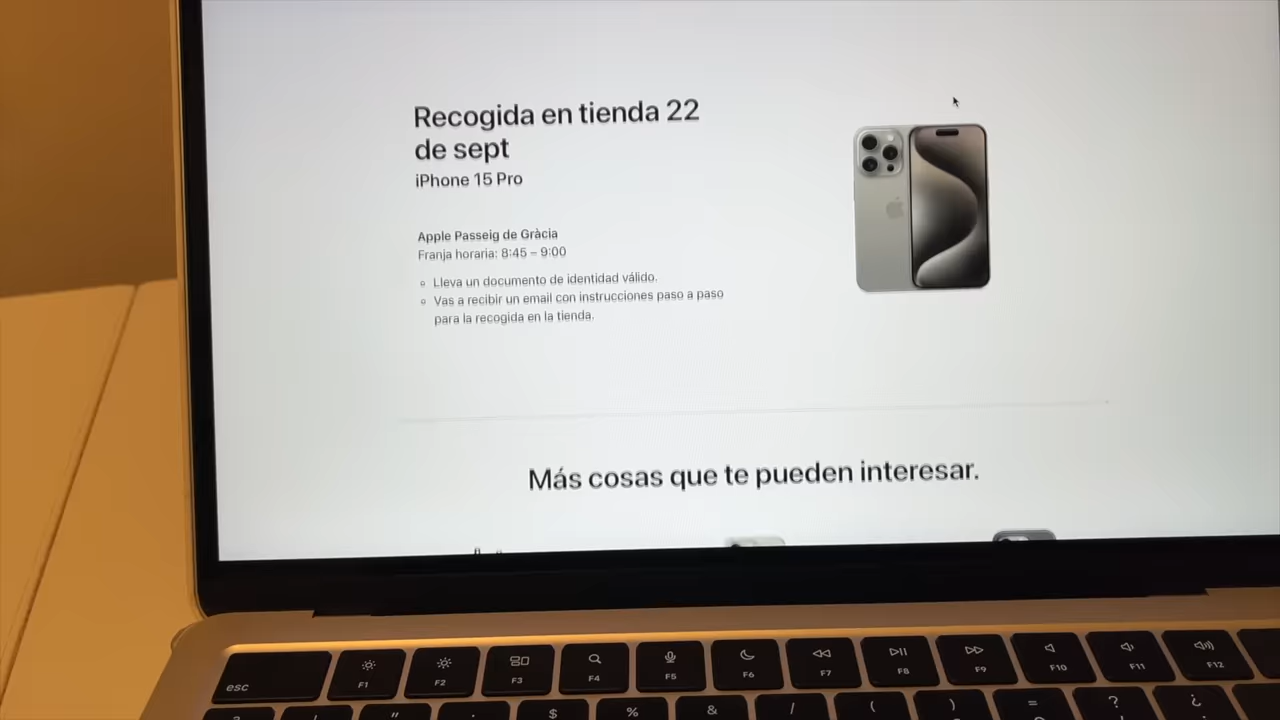 Recogida en tienda 22
de sept
iPhone 15 Pro
Apple Passeig de Gràcia
Franja horaria: 8:45 – 9:00
Lleva un documento de identidad válido.
Vas a recibir un email con instrucciones paso a paso
para la recogida en la tienda.
Más cosas que te pueden interesar.
esc F1 F2 F3 F4 F5 F6 F7 F8 F9 F10 F11 F12
! " · $ % & / ( ) = ? ¿